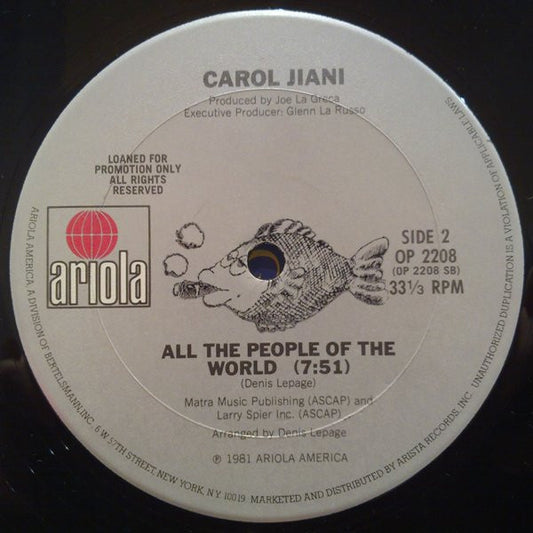 CAROL JIANI
Produced by Joe La Greca
Executive Producer: Glenn La Russo
LOANED FOR
PROMOTION ONLY
ALL RIGHTS
RESERVED
ariola
SIDE 2
OP 2208
(OP 2208 SB)
33⅓ RPM
ALL THE PEOPLE OF THE
WORLD (7:51)
(Denis Lepage)
Matra Music Publishing (ASCAP) and
Larry Spier Inc. (ASCAP)
Arranged by Denis Lepage
℗ 1981 ARIOLA AMERICA
ARIOLA AMERICA, A DIVISION OF BERTELSMANN, INC. 6 W. 57TH STREET, NEW YORK, N.Y. 10019 · MARKETED AND DISTRIBUTED BY ARISTA RECORDS, INC. UNAUTHORIZED DUPLICATION IS A VIOLATION OF APPLICABLE LAWS.